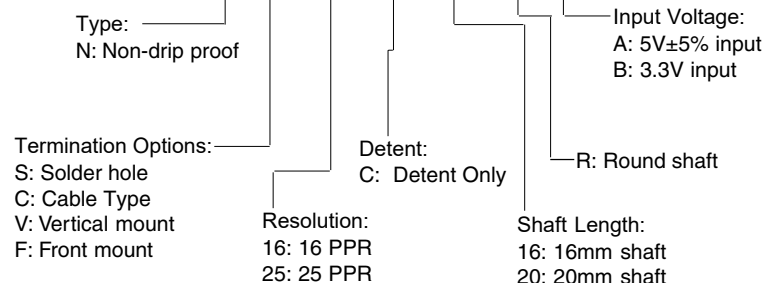 Type:
N: Non-drip proof
Input Voltage:
A: 5V±5% input
B: 3.3V input
Termination Options:
S: Solder hole
C: Cable Type
V: Vertical mount
F: Front mount
Detent:
C: Detent Only
R: Round shaft
Resolution:
16: 16 PPR
25: 25 PPR
Shaft Length:
16: 16mm shaft
20: 20mm shaft